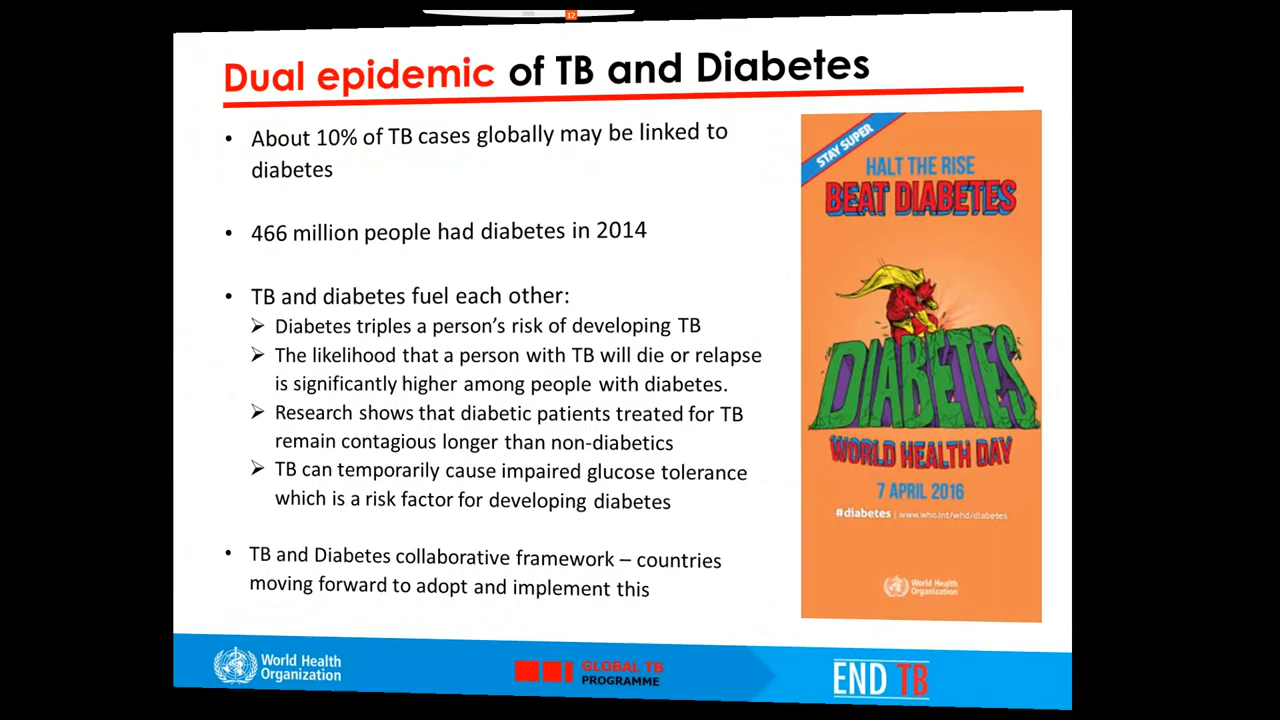 12
Dual epidemic of TB and Diabetes
• About 10% of TB cases globally may be linked to
diabetes
• 466 million people had diabetes in 2014
• TB and diabetes fuel each other:
➢ Diabetes triples a person’s risk of developing TB
➢ The likelihood that a person with TB will die or relapse
is significantly higher among people with diabetes.
➢ Research shows that diabetic patients treated for TB
remain contagious longer than non-diabetics
➢ TB can temporarily cause impaired glucose tolerance
which is a risk factor for developing diabetes
• TB and Diabetes collaborative framework – countries
moving forward to adopt and implement this
STAY SUPER
HALT THE RISE
BEAT DIABETES
DIABETES
WORLD HEALTH DAY
7 APRIL 2016
#diabetes | www.who.int/whd/diabetes
World Health
Organization
World Health
Organization
GLOBAL TB
PROGRAMME
END TB